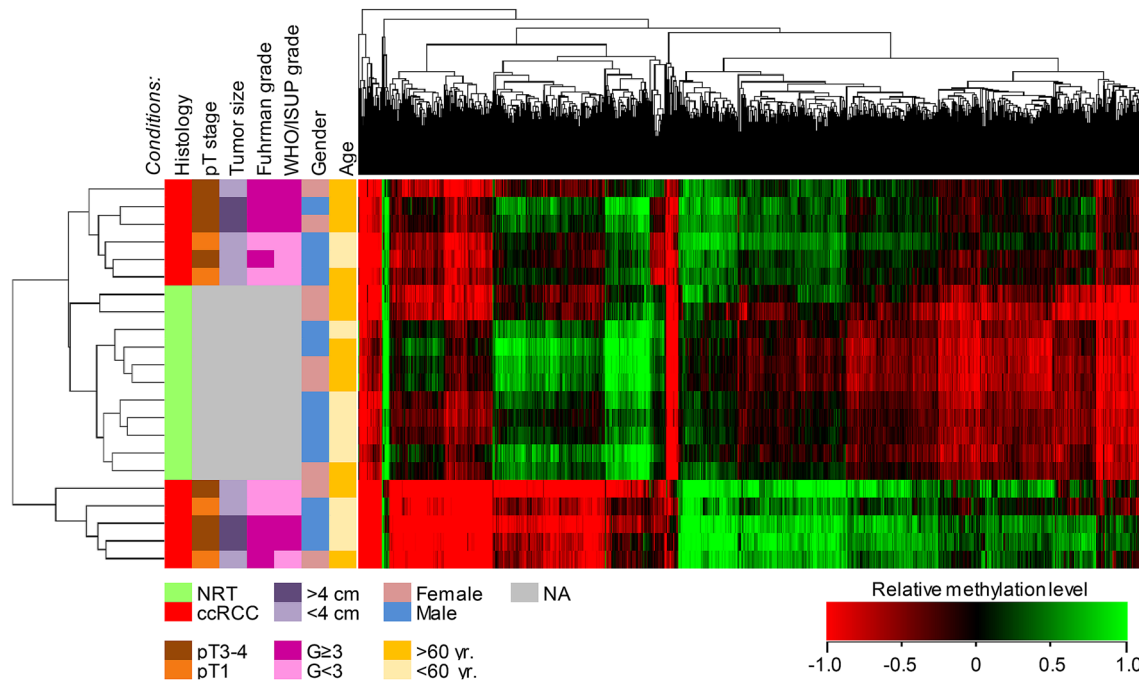 Conditions:
Histology
pT stage
Tumor size
Fuhrman grade
WHO/ISUP grade
Gender
Age
NRT
ccRCC
>4 cm
<4 cm
Female
Male
NA
pT3-4
pT1
G≥3
G<3
>60 yr.
<60 yr.
Relative methylation level
-1.0 -0.5 0 0.5 1.0